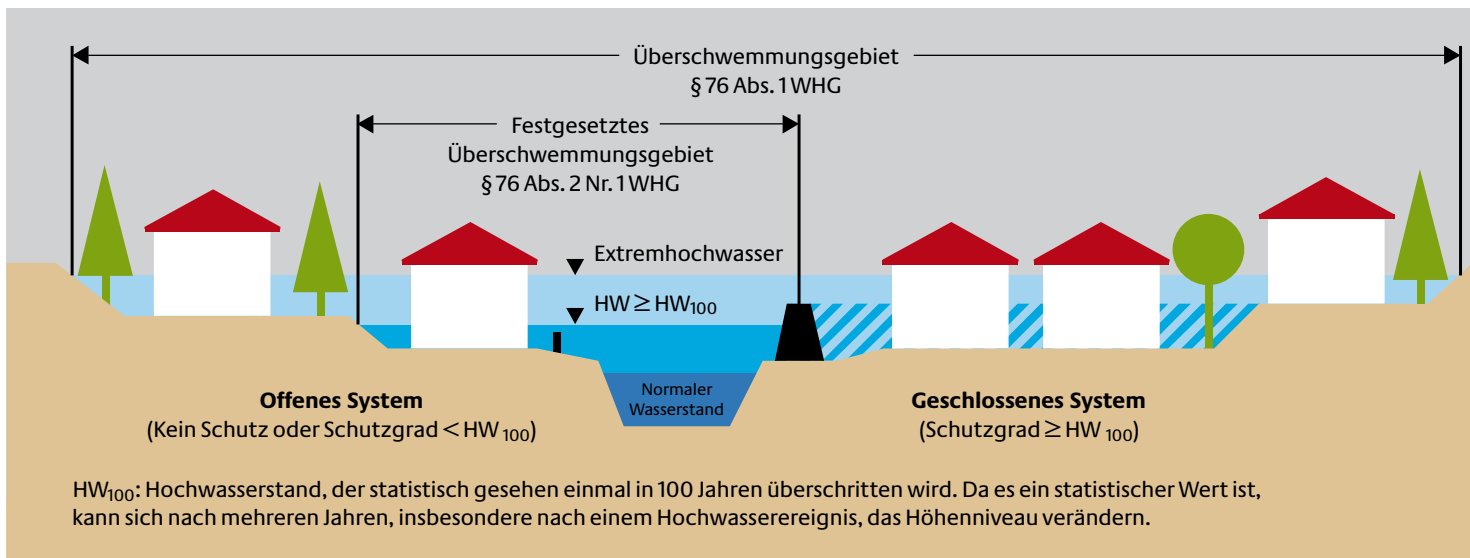 Überschwemmungsgebiet
§ 76 Abs. 1 WHG
Festgesetztes
Überschwemmungsgebiet
§ 76 Abs. 2 Nr. 1 WHG
Extremhochwasser
HW ≥ HW100
Normaler
Wasserstand
Offenes System
(Kein Schutz oder Schutzgrad < HW 100)
Geschlossenes System
(Schutzgrad ≥ HW 100)
HW100: Hochwasserstand, der statistisch gesehen einmal in 100 Jahren überschritten wird. Da es ein statistischer Wert ist,
kann sich nach mehreren Jahren, insbesondere nach einem Hochwasserereignis, das Höhenniveau verändern.